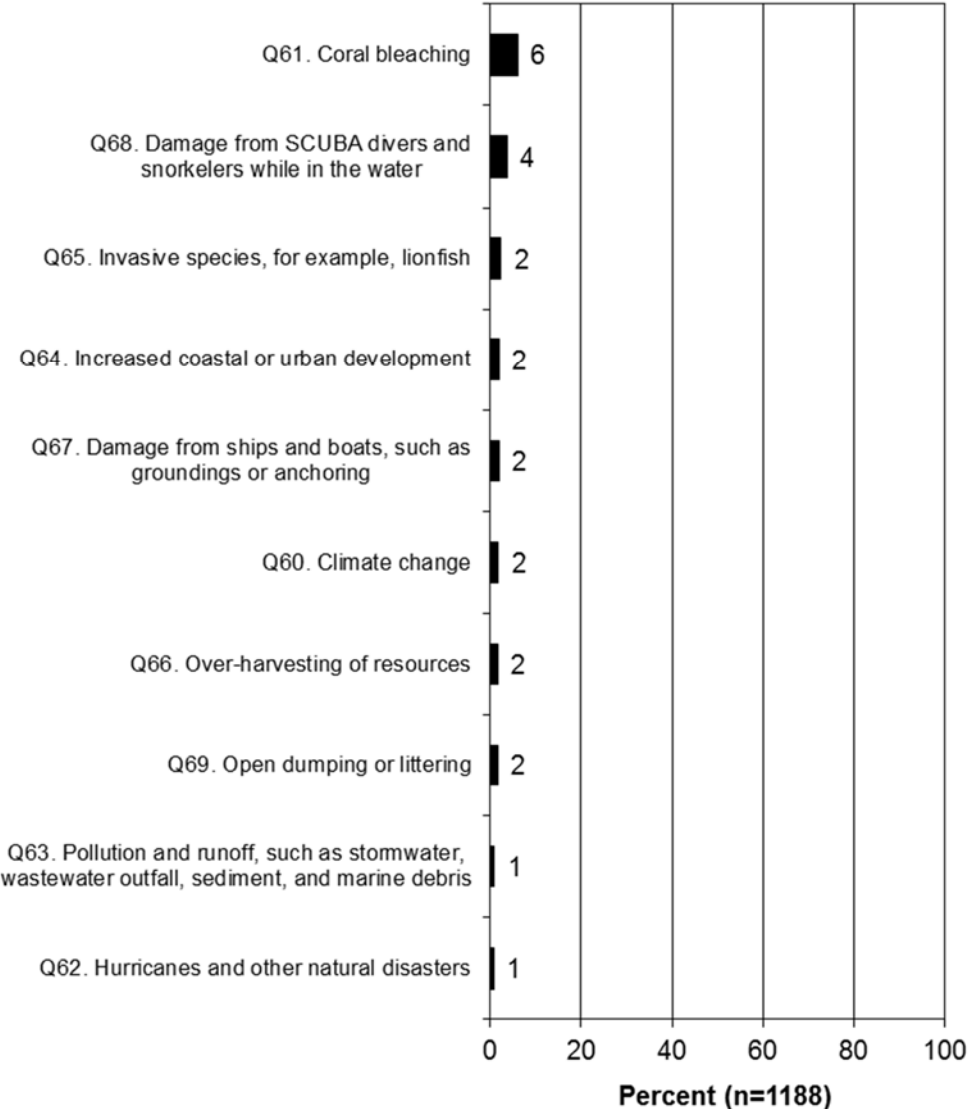 Q61. Coral bleaching
6
Q68. Damage from SCUBA divers and
snorkelers while in the water
4
Q65. Invasive species, for example, lionfish
2
Q64. Increased coastal or urban development
2
Q67. Damage from ships and boats, such as
groundings or anchoring
2
Q60. Climate change
2
Q66. Over-harvesting of resources
2
Q69. Open dumping or littering
2
Q63. Pollution and runoff, such as stormwater,
wastewater outfall, sediment, and marine debris
1
Q62. Hurricanes and other natural disasters
1
0 20 40 60 80 100
Percent (n=1188)